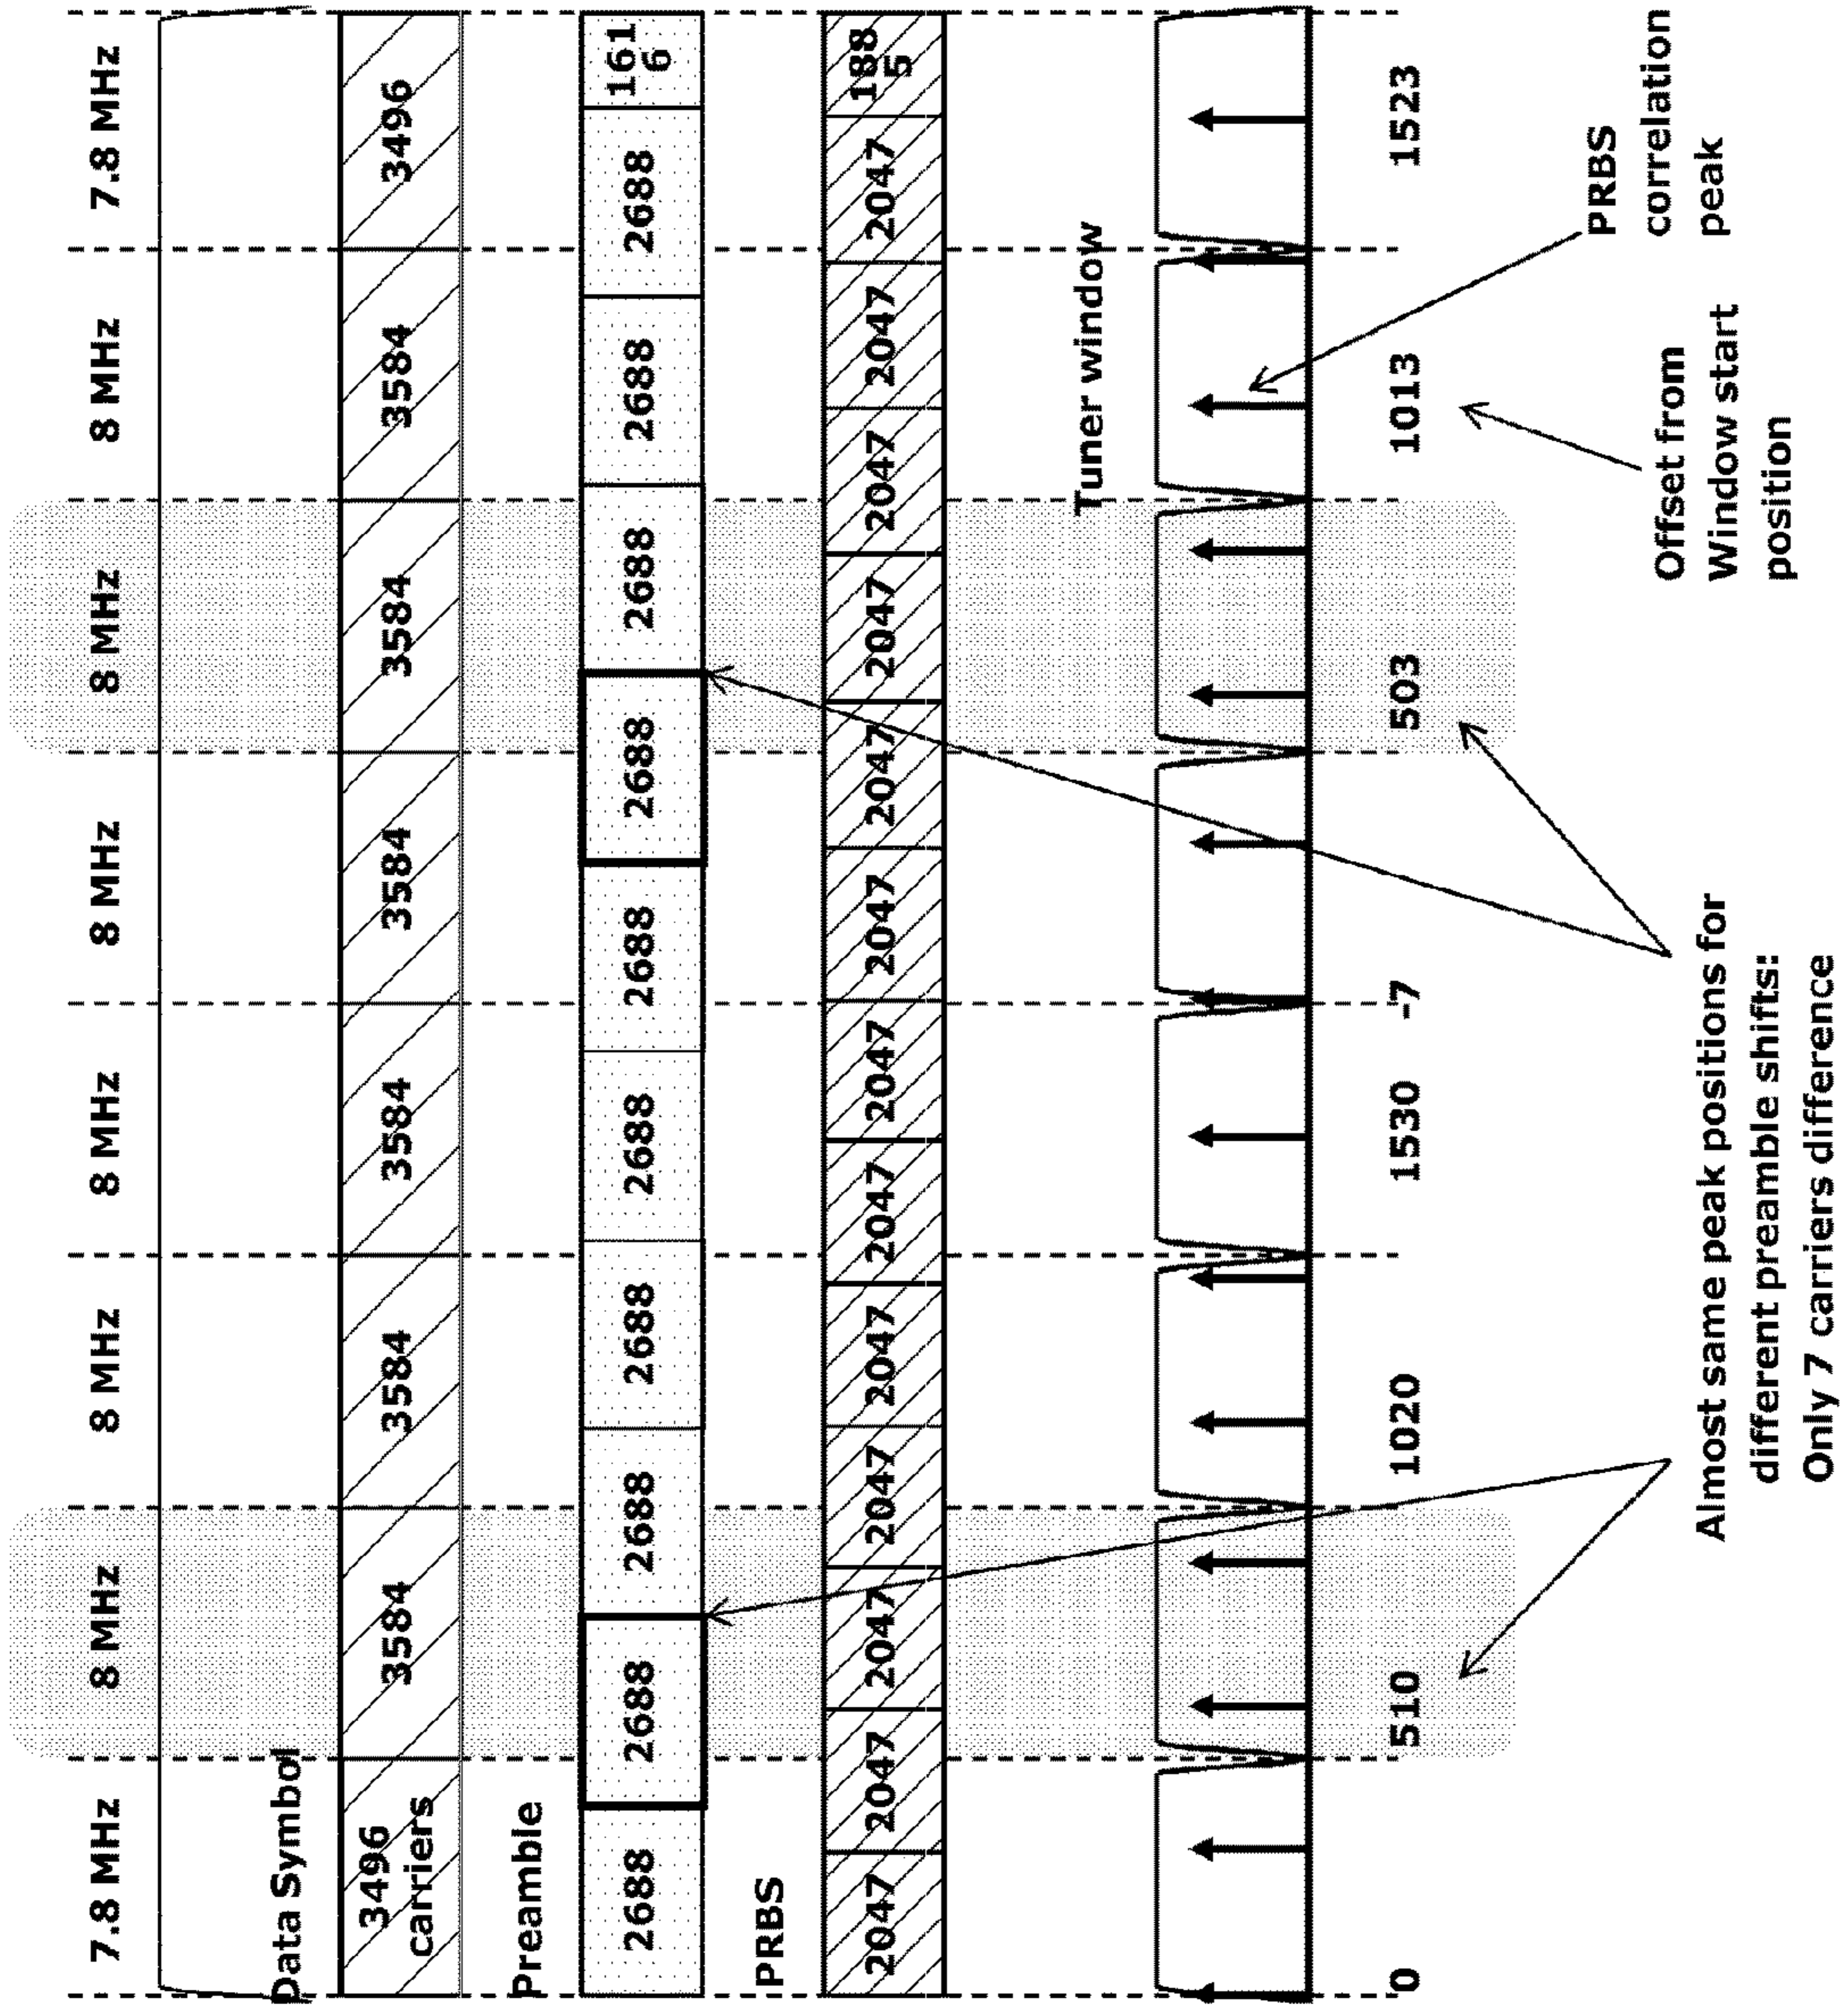 7.8 MHz 8 MHz 8 MHz 8 MHz 8 MHz 8 MHz 8 MHz 7.8 MHz
Data Symbol
3496
carriers
3584 3584 3584 3584 3584 3584 3496
Preamble
2688 2688 2688 2688 2688 2688 2688 2688 2688 2688 161
6
PRBS
2047 2047 2047 2047 2047 2047 2047 2047 2047 2047 2047 2047 2047 188
5
Tuner window
0 510 1020 1530 -7 503 1013 1523
Almost same peak positions for
different preamble shifts:
Only 7 carriers difference
Offset from
Window start
position
PRBS
correlation
peak